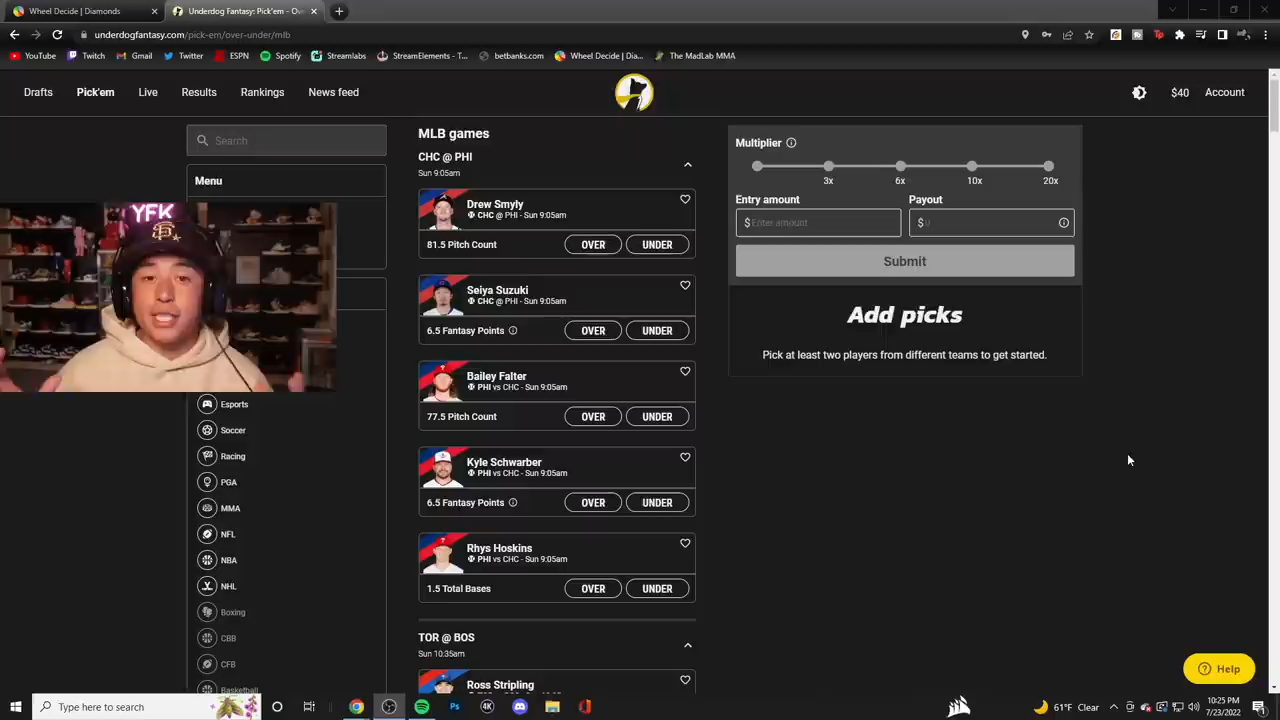 Wheel Decide | Diamonds
Underdog Fantasy: Pick'em - Ov
underdogfantasy.com/pick-em/over-under/mlb
YouTube
Twitch
Gmail
Twitter
ESPN
Spotify
Streamlabs
StreamElements - T...
betbanks.com
Wheel Decide | Dia...
The MadLab MMA
Drafts
Pick'em
Live
Results
Rankings
News feed
$40
Account
Search
Menu
YFK
SF
Esports
Soccer
Racing
PGA
MMA
NFL
NBA
NHL
Boxing
CBB
CFB
Basketball
MLB games
CHC @ PHI
Sun 9:05am
Drew Smyly
CHC @ PHI - Sun 9:05am
81.5 Pitch Count OVER UNDER
Seiya Suzuki
CHC @ PHI - Sun 9:05am
6.5 Fantasy Points OVER UNDER
Bailey Falter
PHI vs CHC - Sun 9:05am
77.5 Pitch Count OVER UNDER
Kyle Schwarber
PHI vs CHC - Sun 9:05am
6.5 Fantasy Points OVER UNDER
Rhys Hoskins
PHI vs CHC - Sun 9:05am
1.5 Total Bases OVER UNDER
TOR @ BOS
Sun 10:35am
Ross Stripling
Multiplier
3x 6x 10x 20x
Entry amount Payout
$ Enter amount $ 0
Submit
Add picks
Pick at least two players from different teams to get started.
Help
Type here to search
Ps
4K
61°F Clear
10:25 PM
7/23/2022